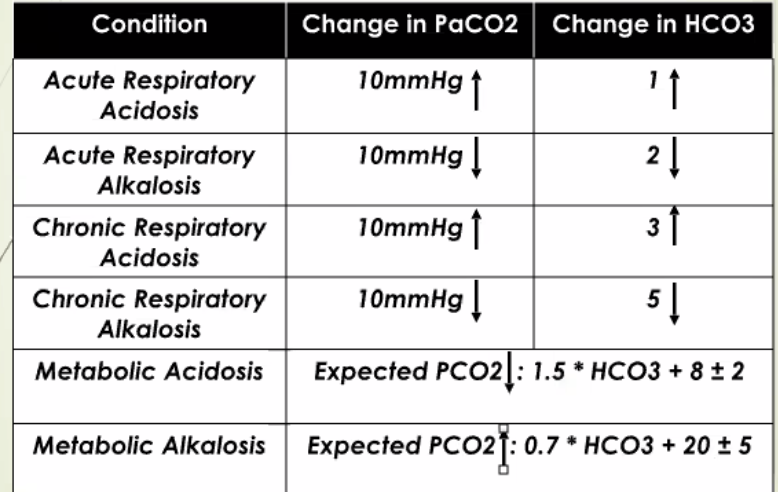 Condition Change in PaCO2 Change in HCO3
Acute Respiratory Acidosis 10mmHg ↑ 1 ↑
Acute Respiratory Alkalosis 10mmHg ↓ 2 ↓
Chronic Respiratory Acidosis 10mmHg ↑ 3 ↑
Chronic Respiratory Alkalosis 10mmHg ↓ 5 ↓
Metabolic Acidosis Expected PCO2↓: 1.5 * HCO3 + 8 ± 2
Metabolic Alkalosis Expected PCO2↑: 0.7 * HCO3 + 20 ± 5